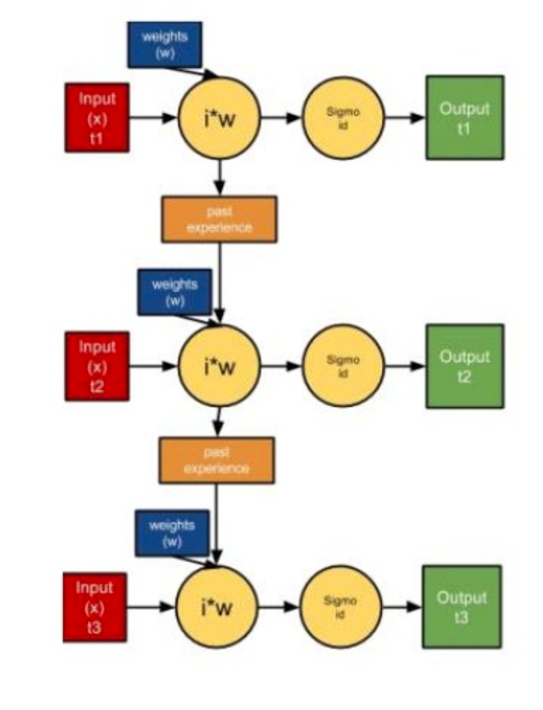 weights
(w)
Input
(x)
t1
i*w
Sigmo
id
Output
t1
past
experience
weights
(w)
Input
(x)
t2
i*w
Sigmo
id
Output
t2
past
experience
weights
(w)
Input
(x)
t3
i*w
Sigmo
id
Output
t3